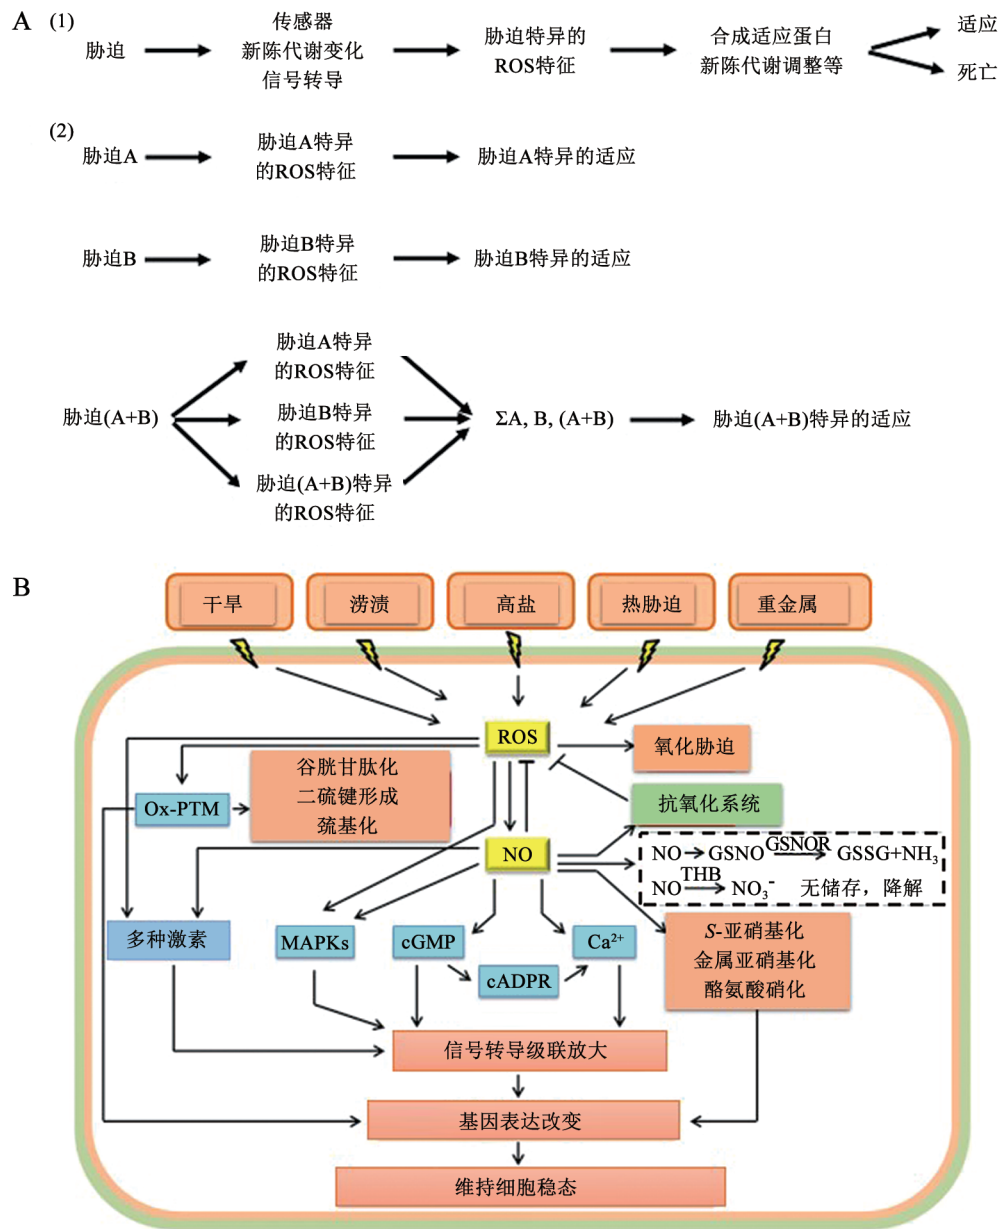 A
(1)
胁迫
传感器
新陈代谢变化
信号转导
胁迫特异的
ROS特征
合成适应蛋白
新陈代谢调整等
适应
死亡
(2)
胁迫A
胁迫A特异
的ROS特征
胁迫A特异的适应
胁迫B
胁迫B特异
的ROS特征
胁迫B特异的适应
胁迫(A+B)
胁迫A特异
的ROS特征
胁迫B特异
的ROS特征
胁迫(A+B)特异
的ROS特征
ΣA, B, (A+B)
胁迫(A+B)特异的适应
B
干旱
涝渍
高盐
热胁迫
重金属
ROS
氧化胁迫
谷胱甘肽化
二硫键形成
巯基化
Ox-PTM
抗氧化系统
NO
NO GSNO GSNOR GSSG+NH₃
NO THB NO₃⁻ 无储存，降解
多种激素
MAPKs
cGMP
Ca²⁺
cADPR
S-亚硝基化
金属亚硝基化
酪氨酸硝化
信号转导级联放大
基因表达改变
维持细胞稳态